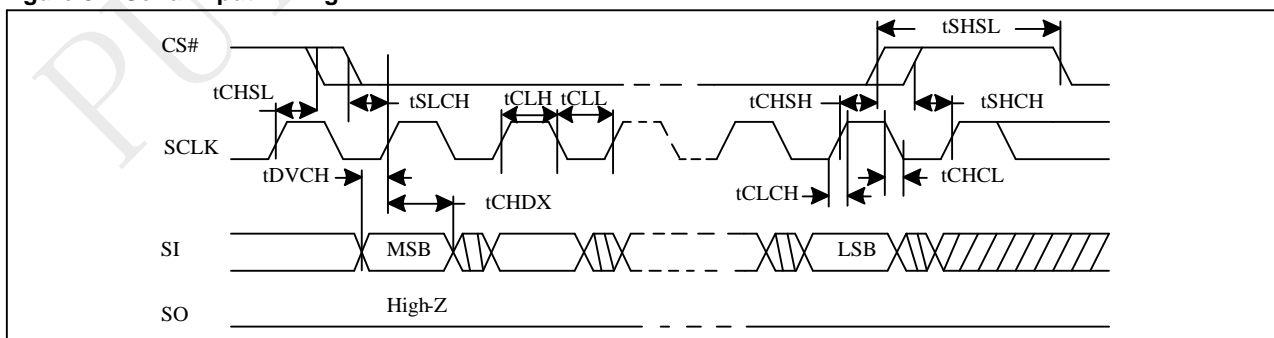 tSHSL
CS#
tCHSL
tSLCH
tCLH
tCLL
tCHSH
tSHCH
SCLK
tDVCH
tCHDX
tCLCH
tCHCL
SI
MSB
LSB
High-Z
SO